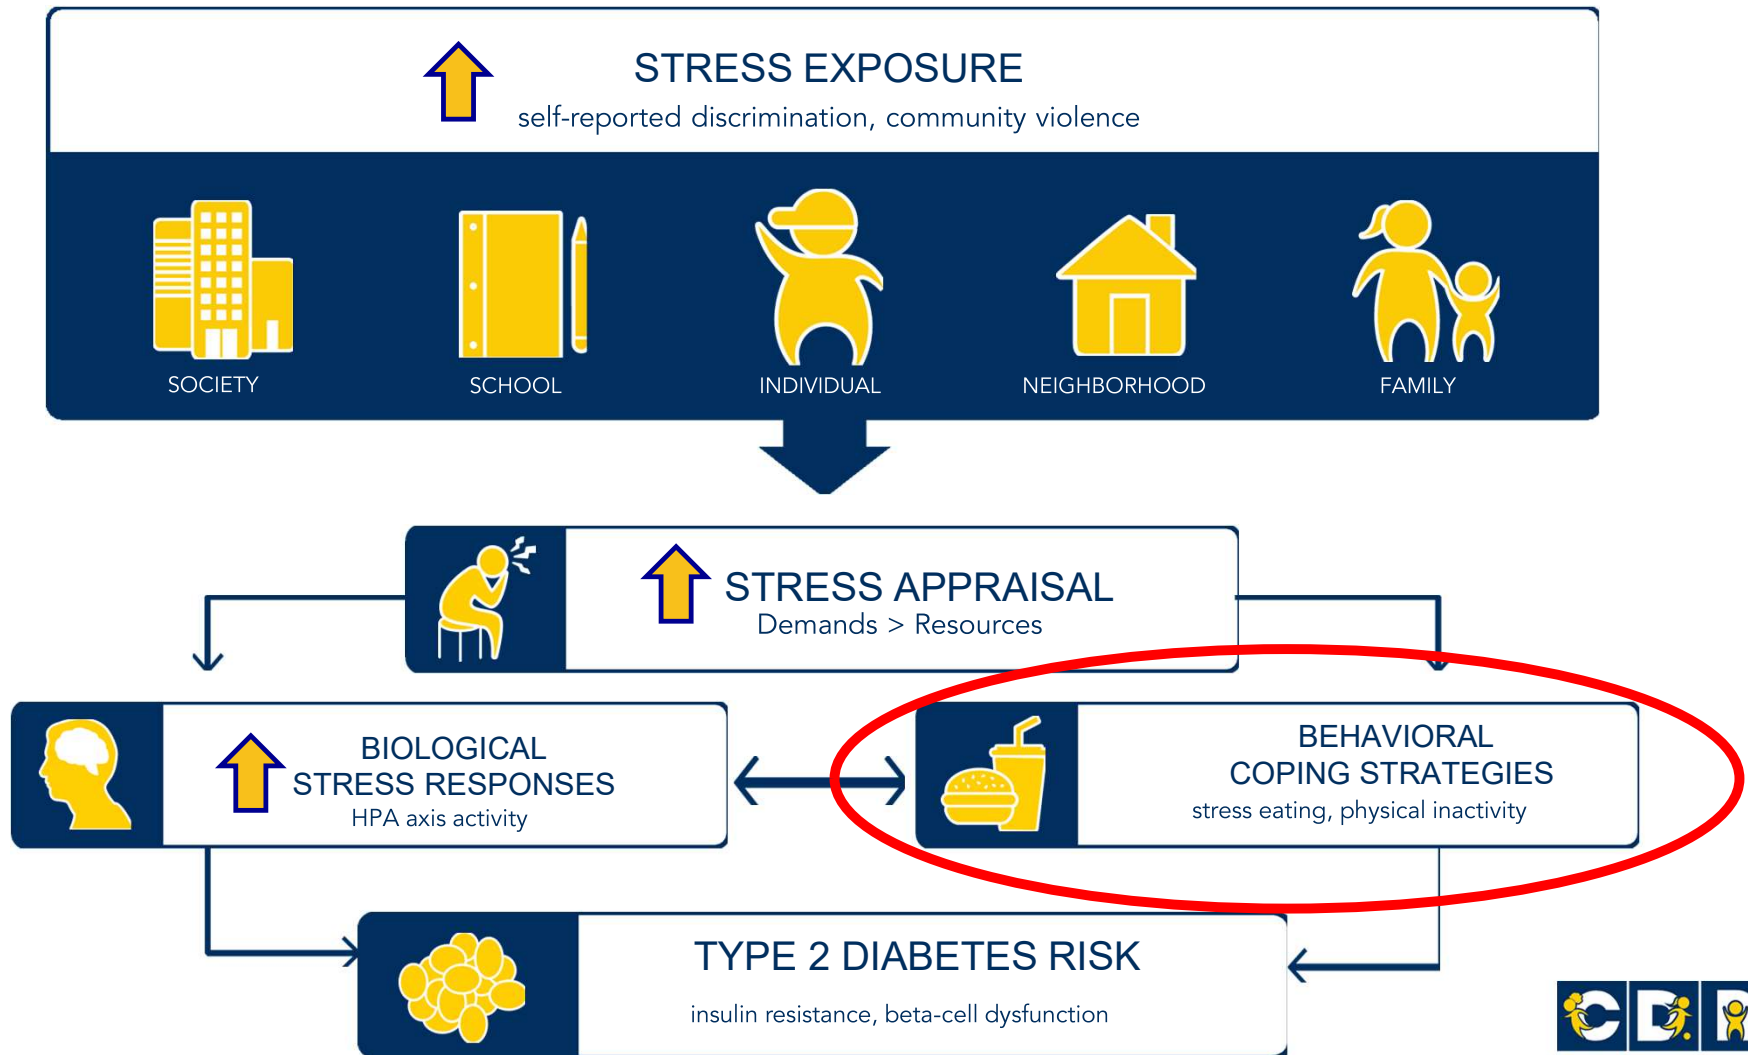 STRESS EXPOSURE
self-reported discrimination, community violence
SOCIETY
SCHOOL
INDIVIDUAL
NEIGHBORHOOD
FAMILY
STRESS APPRAISAL
Demands > Resources
BIOLOGICAL
STRESS RESPONSES
HPA axis activity
BEHAVIORAL
COPING STRATEGIES
stress eating, physical inactivity
TYPE 2 DIABETES RISK
insulin resistance, beta-cell dysfunction